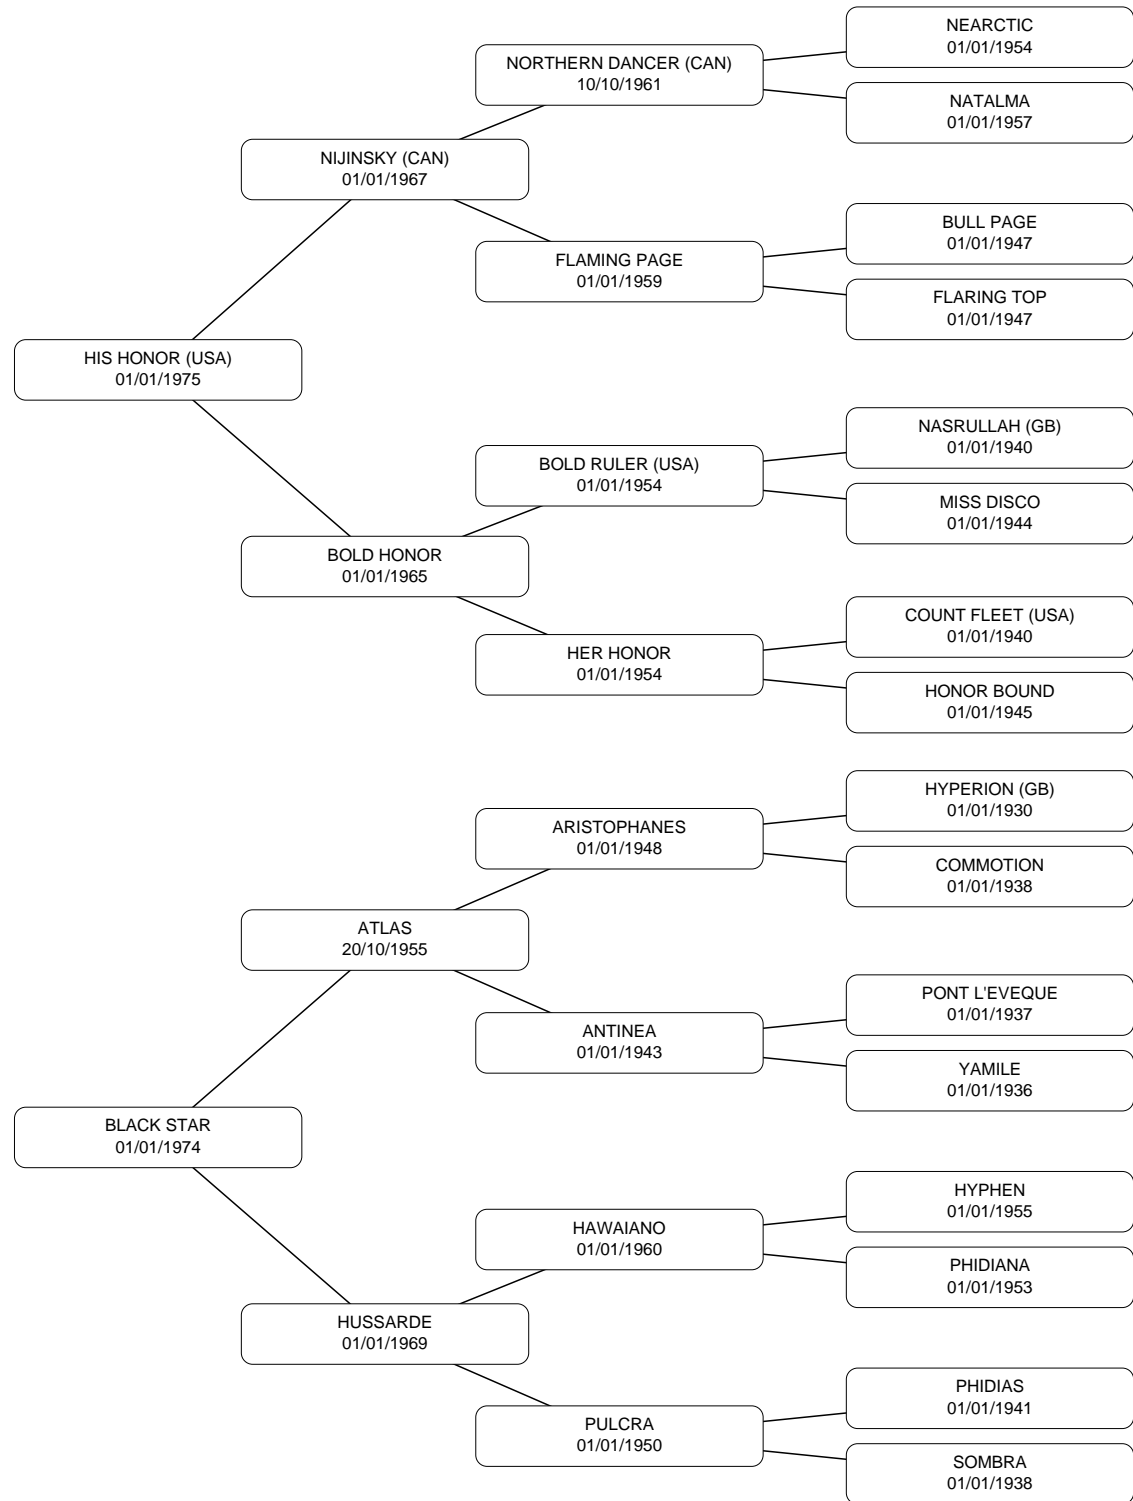 NEARCTIC
01/01/1954
NORTHERN DANCER (CAN)
10/10/1961
NATALMA
01/01/1957
NIJINSKY (CAN)
01/01/1967
BULL PAGE
01/01/1947
FLAMING PAGE
01/01/1959
FLARING TOP
01/01/1947
HIS HONOR (USA)
01/01/1975
NASRULLAH (GB)
01/01/1940
BOLD RULER (USA)
01/01/1954
MISS DISCO
01/01/1944
BOLD HONOR
01/01/1965
COUNT FLEET (USA)
01/01/1940
HER HONOR
01/01/1954
HONOR BOUND
01/01/1945
HYPERION (GB)
01/01/1930
ARISTOPHANES
01/01/1948
COMMOTION
01/01/1938
ATLAS
20/10/1955
PONT L'EVEQUE
01/01/1937
ANTINEA
01/01/1943
YAMILE
01/01/1936
BLACK STAR
01/01/1974
HYPHEN
01/01/1955
HAWAIANO
01/01/1960
PHIDIANA
01/01/1953
HUSSARDE
01/01/1969
PHIDIAS
01/01/1941
PULCRA
01/01/1950
SOMBRA
01/01/1938